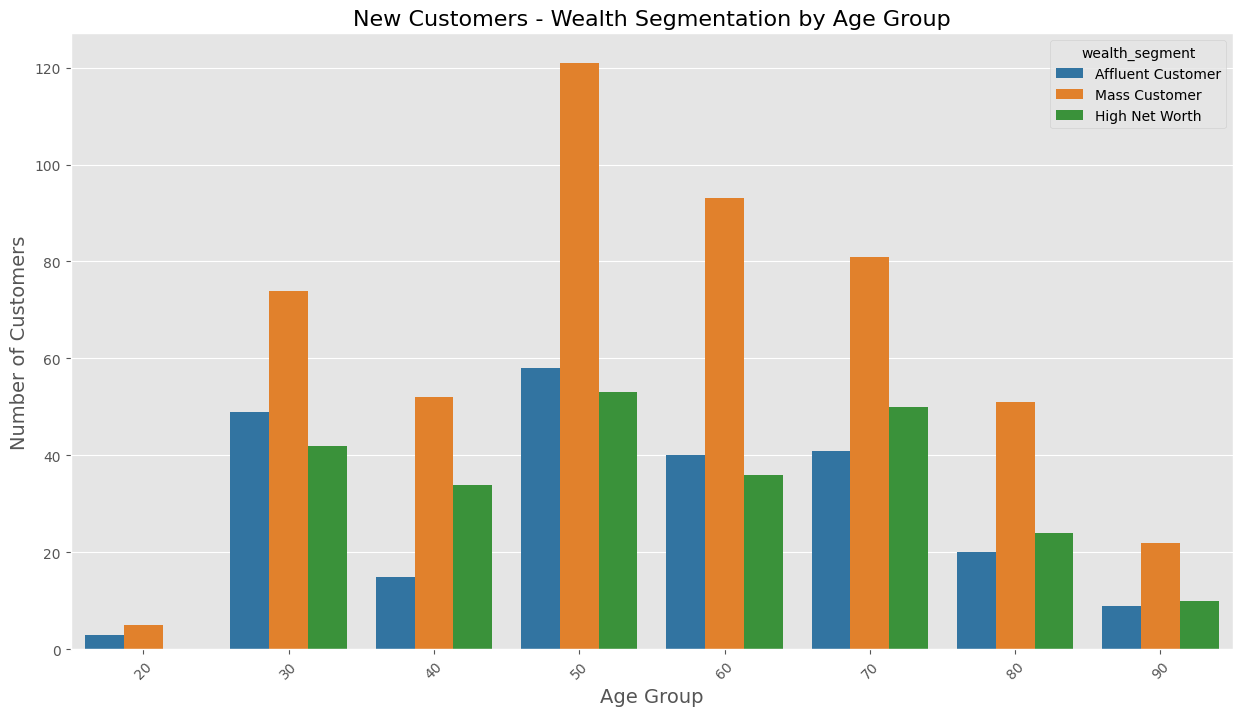 New Customers - Wealth Segmentation by Age Group
wealth_segment
Affluent Customer
Mass Customer
High Net Worth
Number of Customers
120
100
80
60
40
20
0
20 30 40 50 60 70 80 90
Age Group